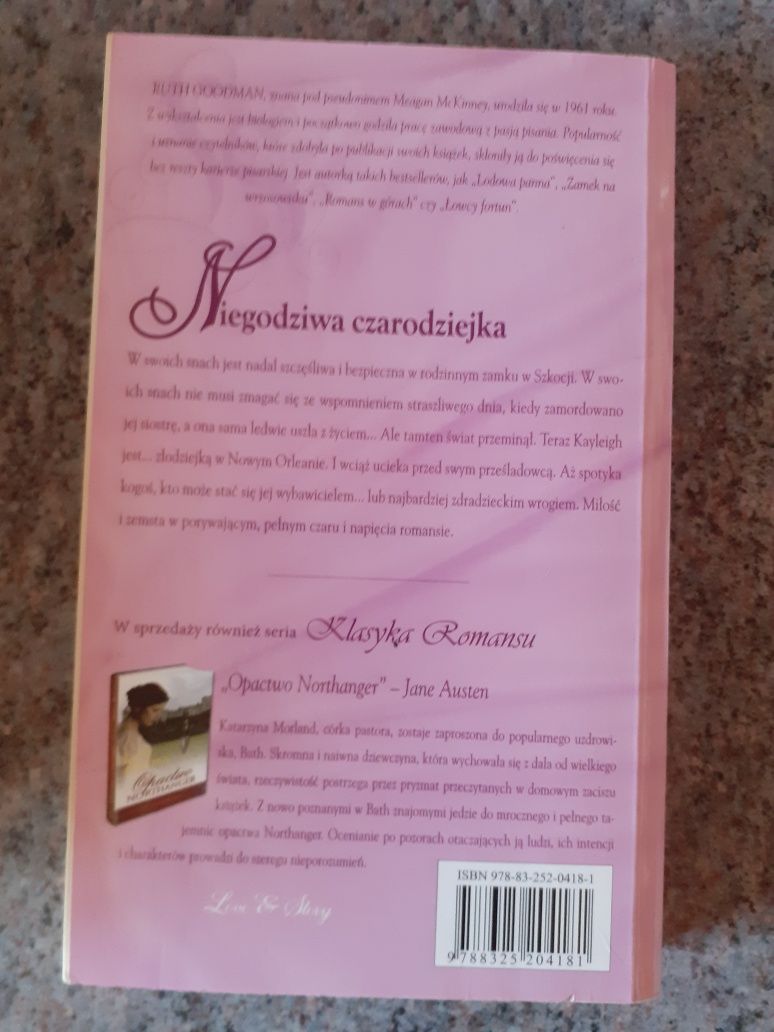 RUTH GOODMAN, znana pod pseudonimem Meagan McKinney, urodziła się w 1961 roku.
Z wykształcenia jest biologiem i początkowo godziła pracę zawodową z pasją pisania. Popularność
i uznanie czytelników, które zdobyła po publikacji swoich książek, skłoniły ją do poświęcenia się
bez reszty karierze pisarskiej. Jest autorką takich bestsellerów, jak „Lodowa panna”, „Zamek na
wrzosowisku”, „Romans w górach” czy „Łowcy fortun”.
Niegodziwa czarodziejka
W swoich snach jest nadal szczęśliwa i bezpieczna w rodzinnym zamku w Szkocji. W swo-
ich snach nie musi zmagać się ze wspomnieniem straszliwego dnia, kiedy zamordowano
jej siostrę, a ona sama ledwie uszła z życiem... Ale tamten świat przeminął. Teraz Kayleigh
jest... złodziejką w Nowym Orleanie. I wciąż ucieka przed swym prześladowcą. Aż spotyka
kogoś, kto może stać się jej wybawicielem... lub najbardziej zdradzieckim wrogiem. Miłość
i zemsta w porywającym, pełnym czaru i napięcia romansie.
W sprzedaży również seria Klasyka Romansu
„Opactwo Northanger” – Jane Austen
Katarzyna Morland, córka pastora, zostaje zaproszona do popularnego uzdrowi-
ska, Bath. Skromna i naiwna dziewczyna, która wychowała się z dala od wielkiego
świata, rzeczywistość postrzega przez pryzmat przeczytanych w domowym zaciszu
książek. Z nowo poznanymi w Bath znajomymi jedzie do mrocznego i pełnego ta-
jemnic opactwa Northanger. Ocenianie po pozorach otaczających ją ludzi, ich intencji
i charakterów prowadzi do szeregu nieporozumień.
Opactwo
NORTHANGER
Love & Story
ISBN 978-83-252-0418-1
9 788325 204181